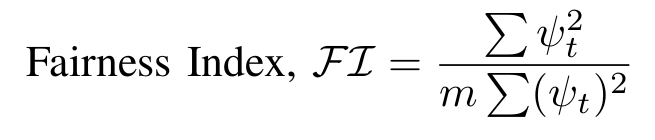 Fairness Index, $\mathcal{FI} = \frac{\sum \psi_t^2}{m \sum (\psi_t)^2}$